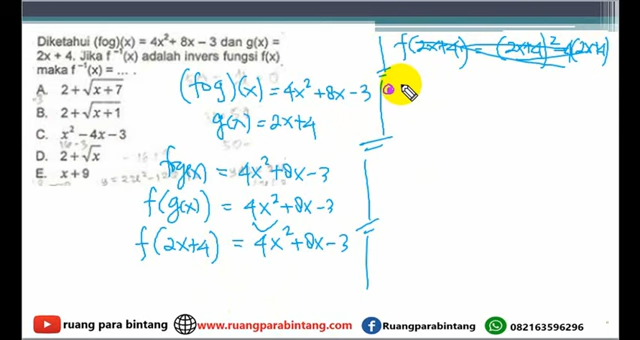 Diketahui (fog)(x) = 4x² + 8x – 3 dan g(x) =
2x + 4. Jika f⁻¹(x) adalah invers fungsi f(x)
maka f⁻¹(x) = ... .
A. 2 + √x + 7
B. 2 + √x + 1
C. x² – 4x – 3
D. 2 + √x
E. x + 9
(fog)(x) = 4x² + 8x – 3
g(x) = 2x + 4
fog(x) = 4x² + 8x – 3
f(g(x)) = 4x² + 8x – 3
f(2x+4) = 4x² + 8x – 3
f(2x+4) = (2x+4)² – 4(2x+4)
ruang para bintang
www.ruangparabintang.com
Ruangparabintang
082163596296